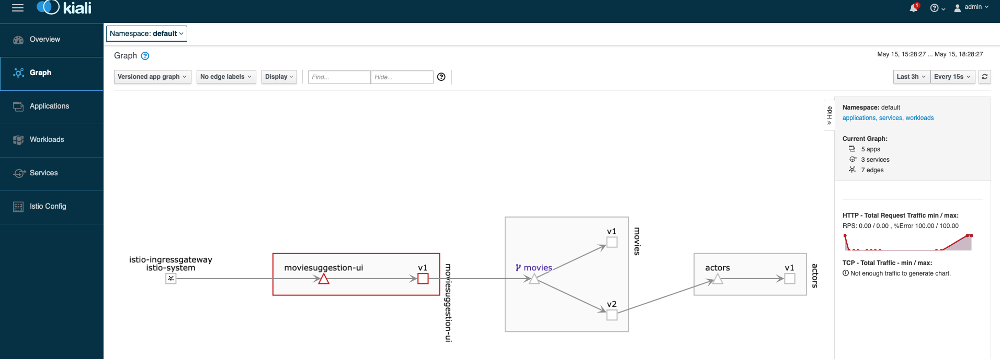 kiali
1
admin
Overview
Graph
Applications
Workloads
Services
Istio Config
Namespace: default
Graph
May 15, 15:28:27 ... May 15, 18:28:27
Versioned app graph
No edge labels
Display
Find...
Hide...
Last 3h
Every 15s
Hide
Namespace: default
applications, services, workloads
Current Graph:
5 apps
3 services
7 edges
HTTP - Total Request Traffic min / max:
RPS: 0.00 / 0.00 , %Error 100.00 / 100.00
TCP - Total Traffic - min / max:
Not enough traffic to generate chart.
istio-ingressgateway
istio-system
moviesuggestion-ui
v1
moviesuggestion-ui
movies
v1
v2
movies
actors
v1
actors